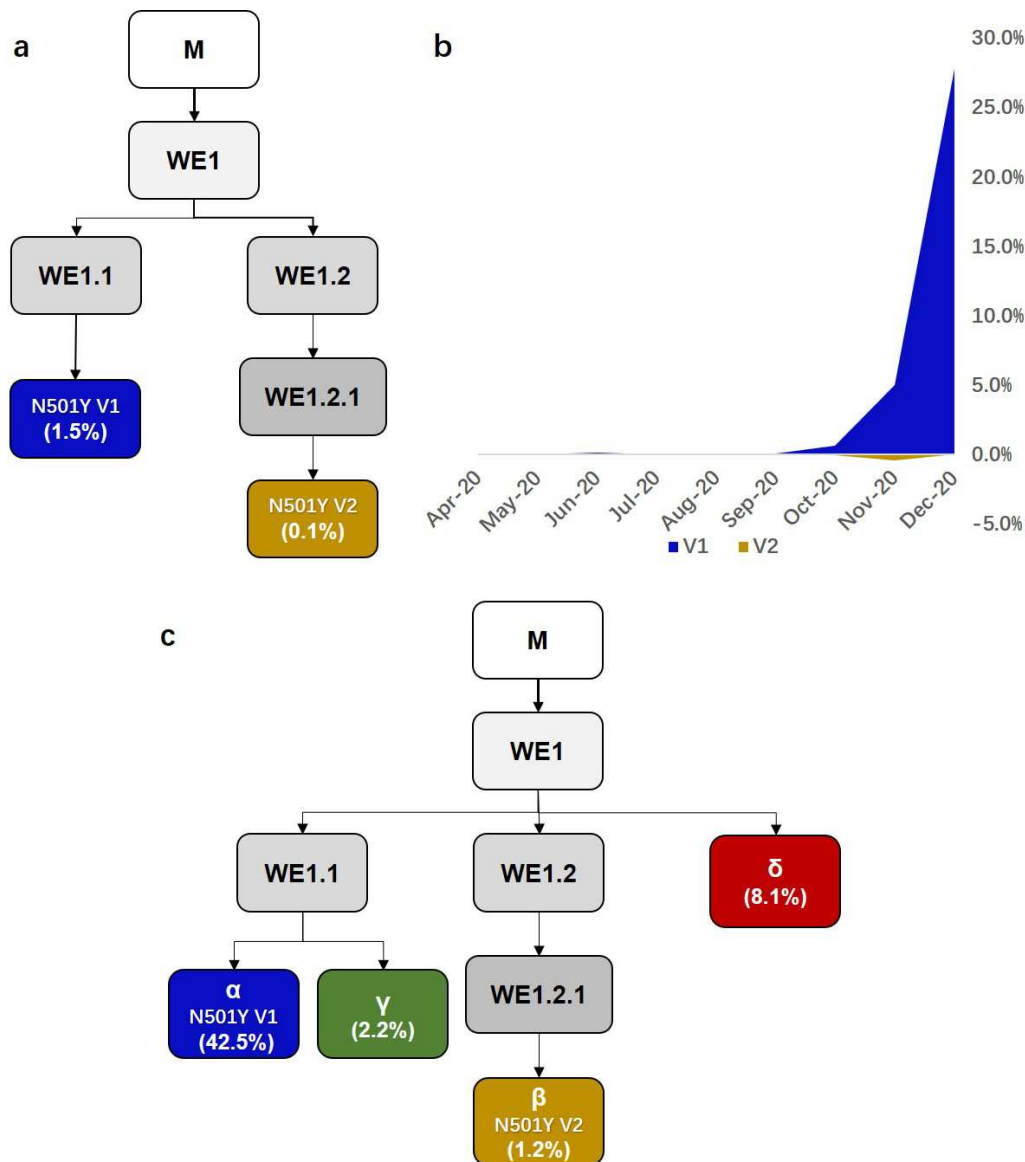 a
M
WE1
WE1.1
WE1.2
N501Y V1
(1.5%)
WE1.2.1
N501Y V2
(0.1%)
b
30.0%
25.0%
20.0%
15.0%
10.0%
5.0%
0.0%
-5.0%
Apr-20
May-20
Jun-20
Jul-20
Aug-20
Sep-20
Oct-20
Nov-20
Dec-20
V1
V2
c
M
WE1
WE1.1
WE1.2
δ
(8.1%)
α
N501Y V1
(42.5%)
γ
(2.2%)
WE1.2.1
β
N501Y V2
(1.2%)